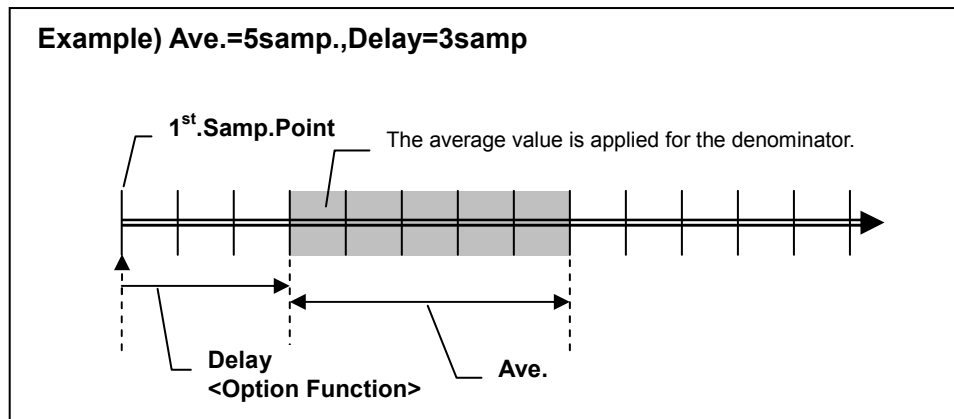 Example) Ave.=5samp.,Delay=3samp
1st.Samp.Point
The average value is applied for the denominator.
Delay
<Option Function>
Ave.